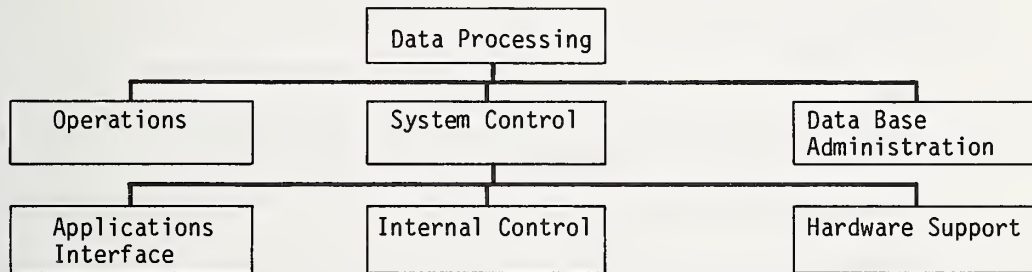 Data Processing
Operations
System Control
Data Base
Administration
Applications
Interface
Internal Control
Hardware Support